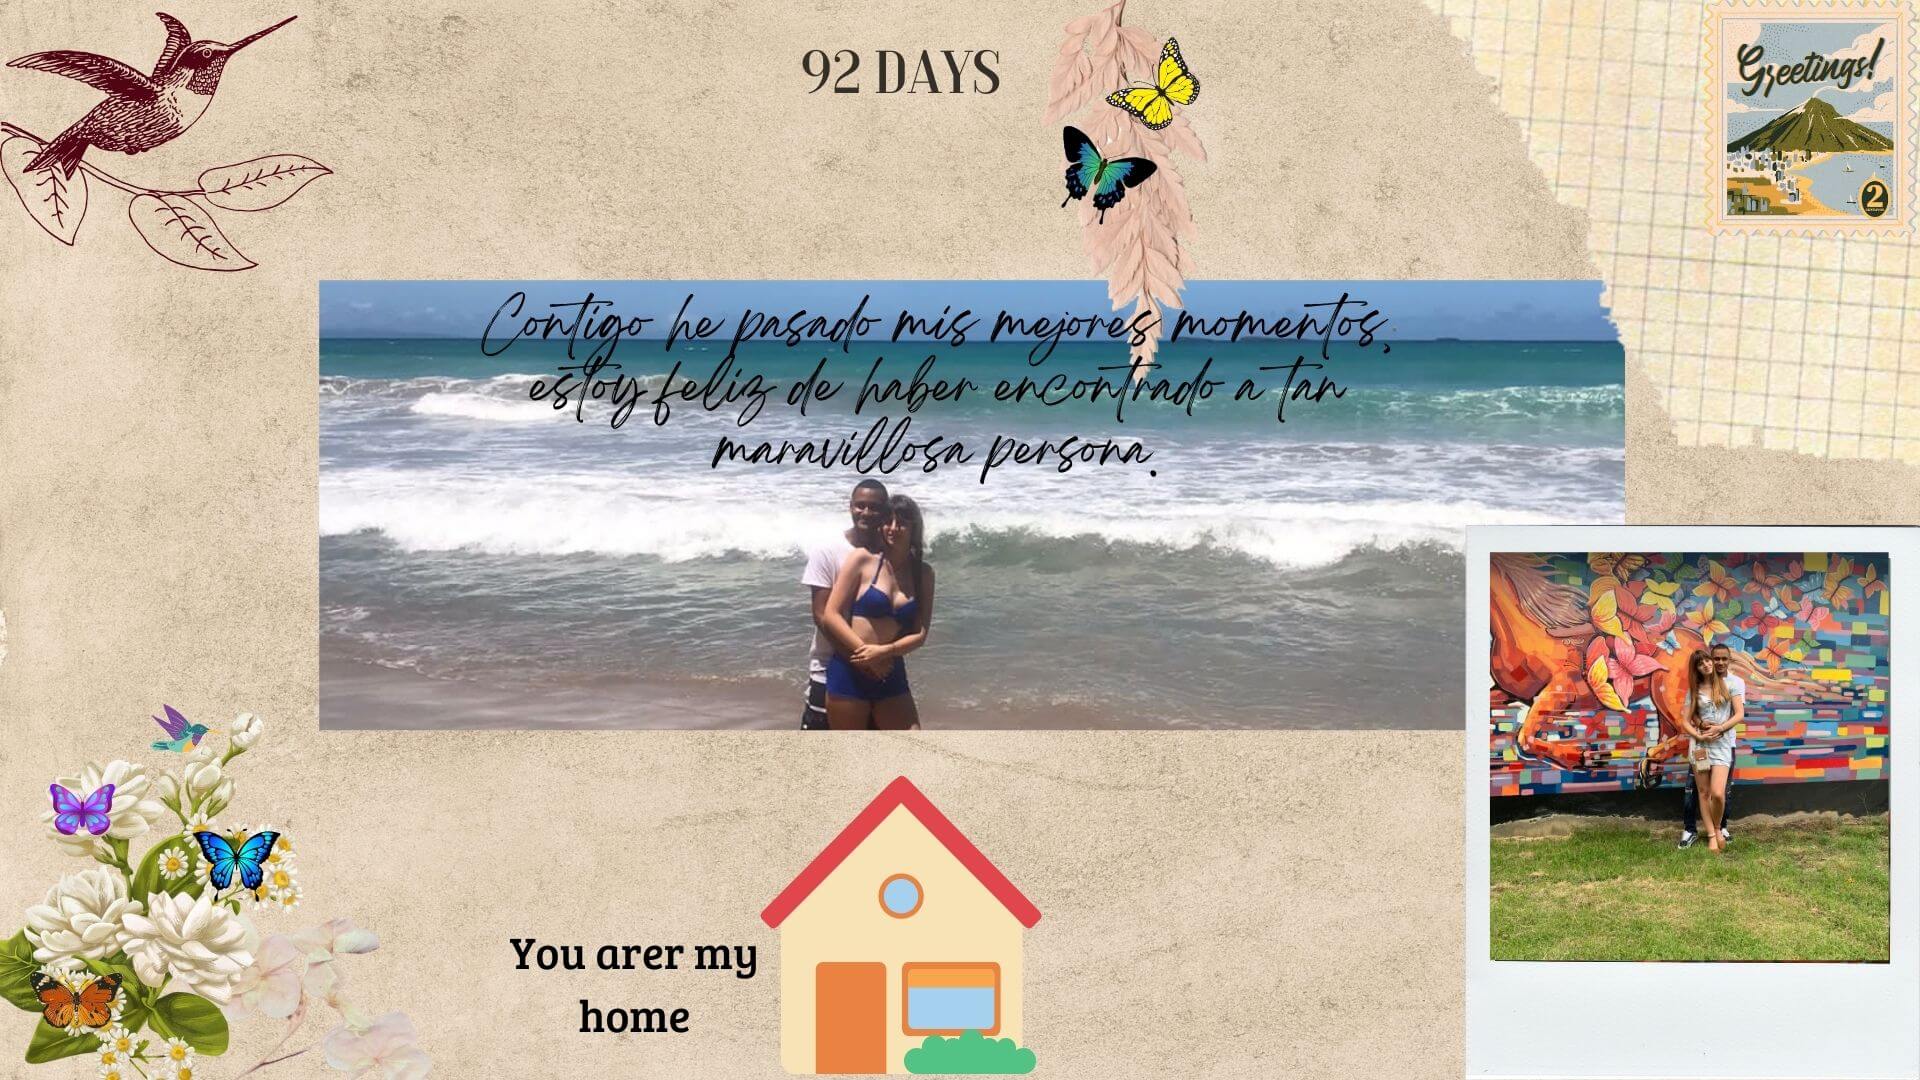 92 DAYS
Greetings!
2
Contigo he pasado mis mejores momentos,
estoy feliz de haber encontrado a tan
maravillosa persona.
You arer my
home